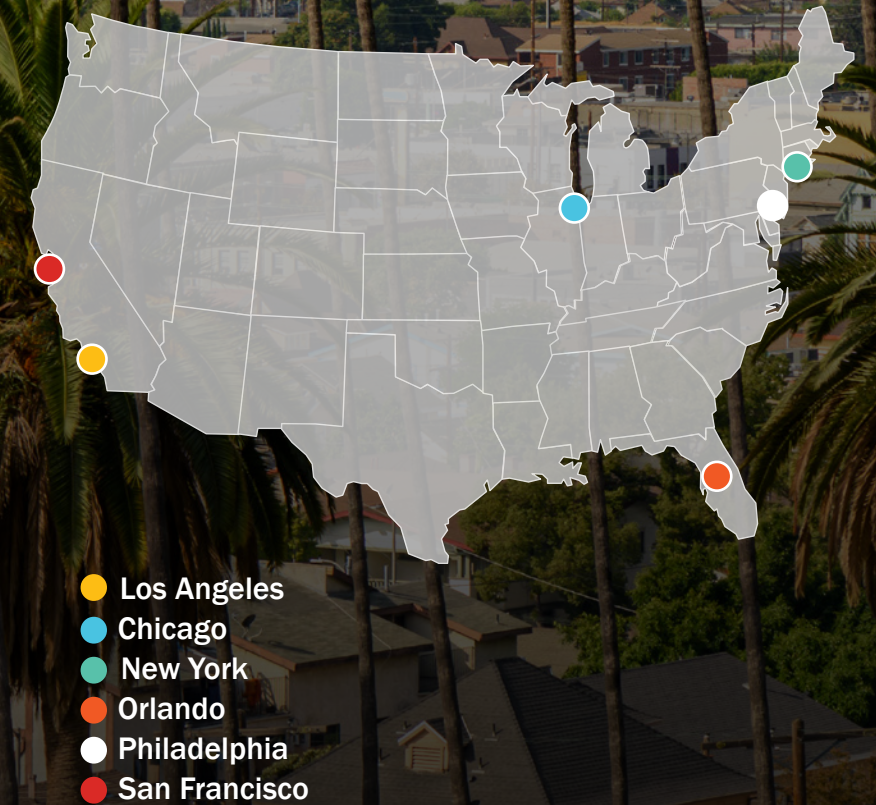 Los Angeles
Chicago
New York
Orlando
Philadelphia
San Francisco